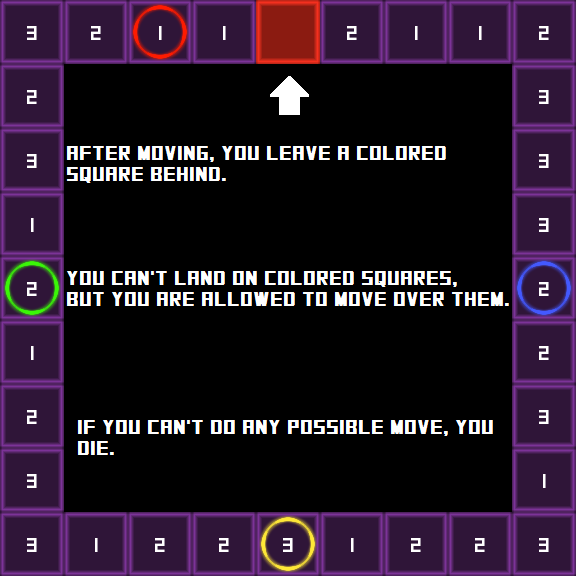 3 2 1 1 2 1 1 2
2 3
AFTER MOVING, YOU LEAVE A COLORED
3 3
SQUARE BEHIND.
1 3
YOU CAN'T LAND ON COLORED SQUARES,
2 2
BUT YOU ARE ALLOWED TO MOVE OVER THEM.
1 2
2 3
IF YOU CAN'T DO ANY POSSIBLE MOVE, YOU
DIE.
3 1
3 1 2 2 3 1 2 2 3